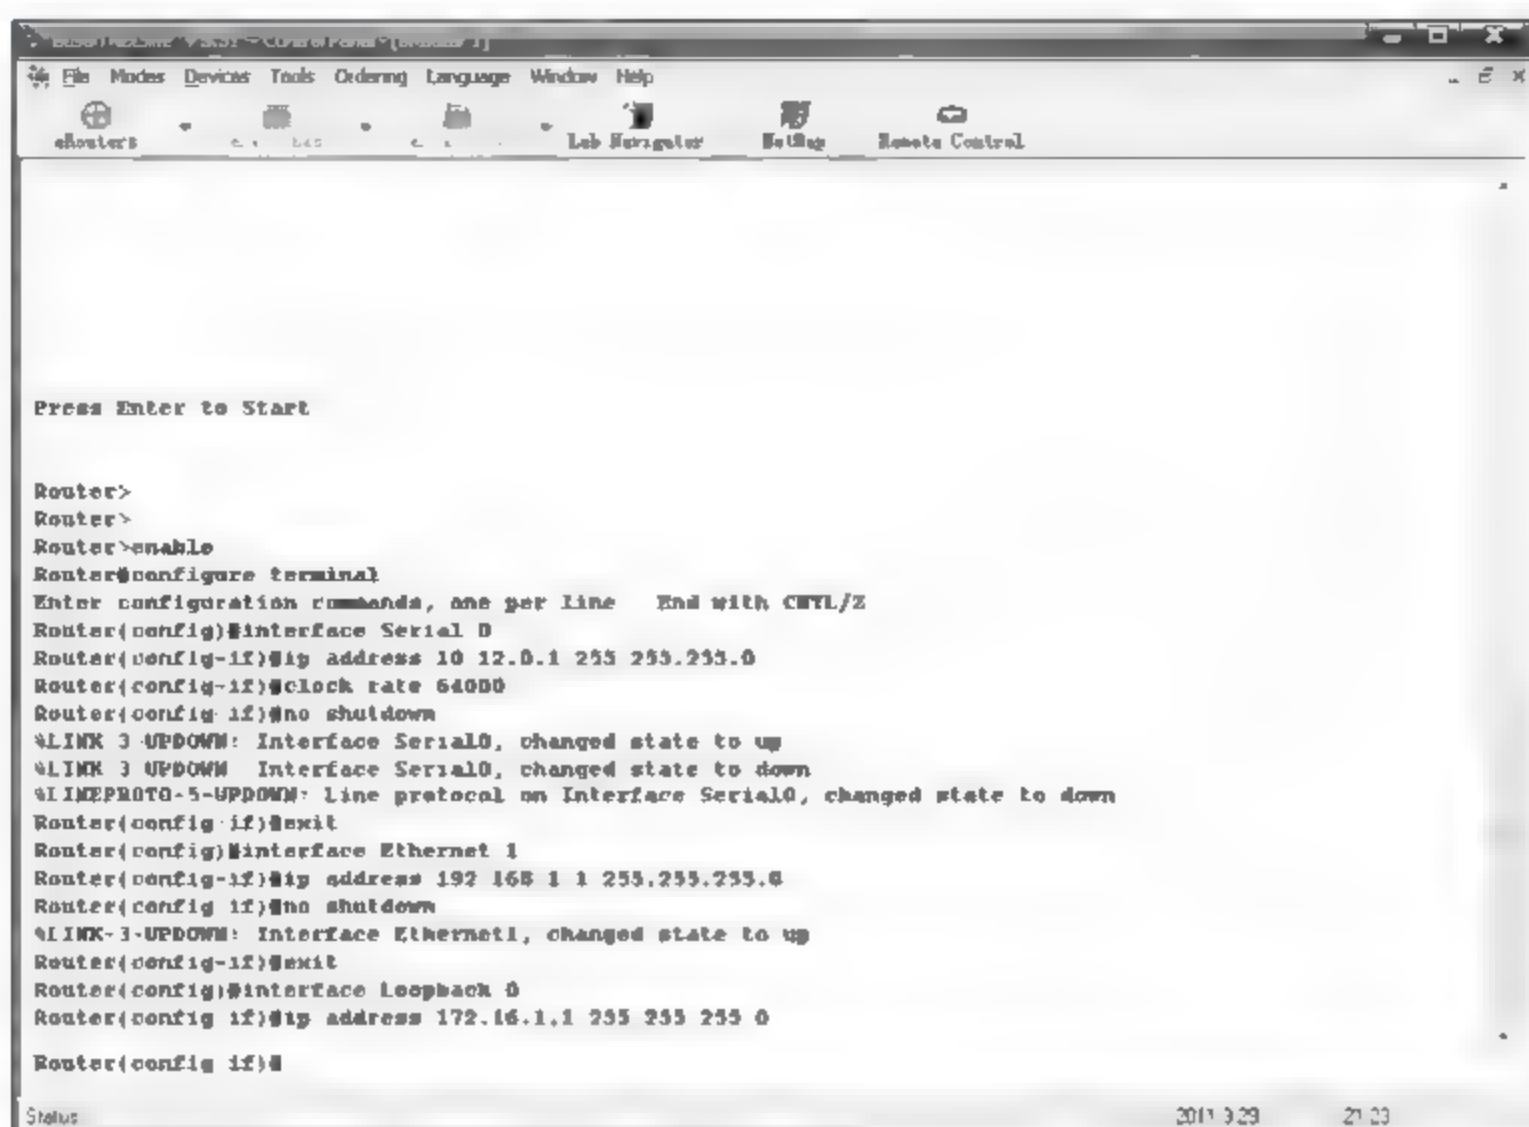 File Modes Devices Tools Ordering Language Window Help
eRouters Lab Navigator NetMap Remote Control
Press Enter to Start
Router>
Router>
Router>enable
Router#configure terminal
Enter configuration commands, one per line End with CNTL/Z
Router(config)#interface Serial 0
Router(config-if)#ip address 10 12.0.1 255 255.255.0
Router(config-if)#clock rate 64000
Router(config if)#no shutdown
%LINK 3-UPDOWN: Interface Serial0, changed state to up
%LINK 3 UPDOWN Interface Serial0, changed state to down
%LINEPROTO-5-UPDOWN: Line protocol on Interface Serial0, changed state to down
Router(config-if)#exit
Router(config)#interface Ethernet 1
Router(config-if)#ip address 192 168 1 1 255.255.255.0
Router(config if)#no shutdown
%LINK-3-UPDOWN: Interface Ethernet1, changed state to up
Router(config-if)#exit
Router(config)#interface Loopback 0
Router(config if)#ip address 172.16.1.1 255 255 255 0
Router(config if)#
Status 2011 3 29 21 23